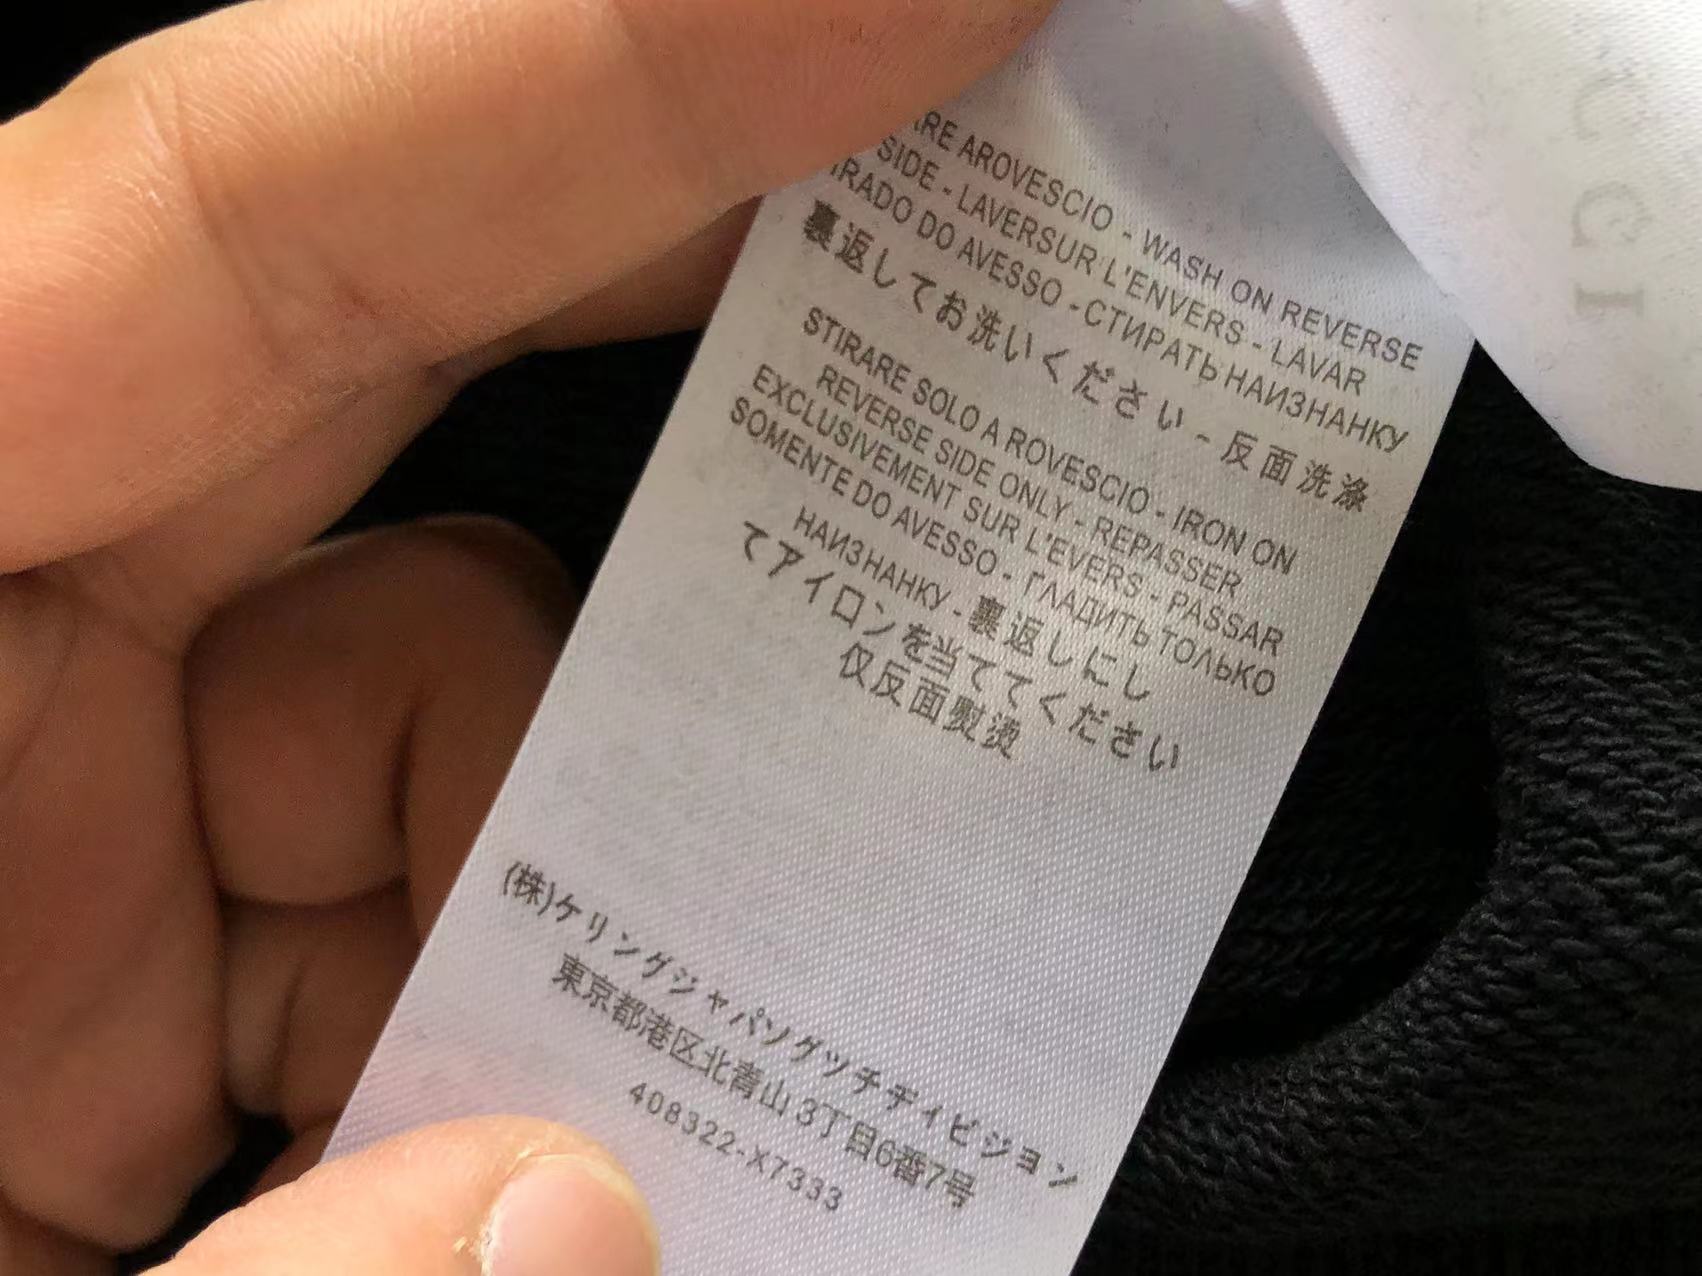 RE AROVESCIO - WASH ON REVERSE
SIDE - LAVERSUR L'ENVERS - LAVAR
IRADO DO AVESSO - СТИРАТЬ НАИЗНАНКУ
裏返してお洗いください - 反面洗涤
STIRARE SOLO A ROVESCIO - IRON ON
REVERSE SIDE ONLY - REPASSER
EXCLUSIVEMENT SUR L'EVERS - PASSAR
SOMENTE DO AVESSO - ГЛАДИТЬ ТОЛЬКО
НАИЗНАНКУ - 裏返しにし
てアイロンを当ててください
仅反面熨烫
(株)ケリングジャパソグツチディビジョン
東京都港区北青山3丁目6番7号
408322-X7333